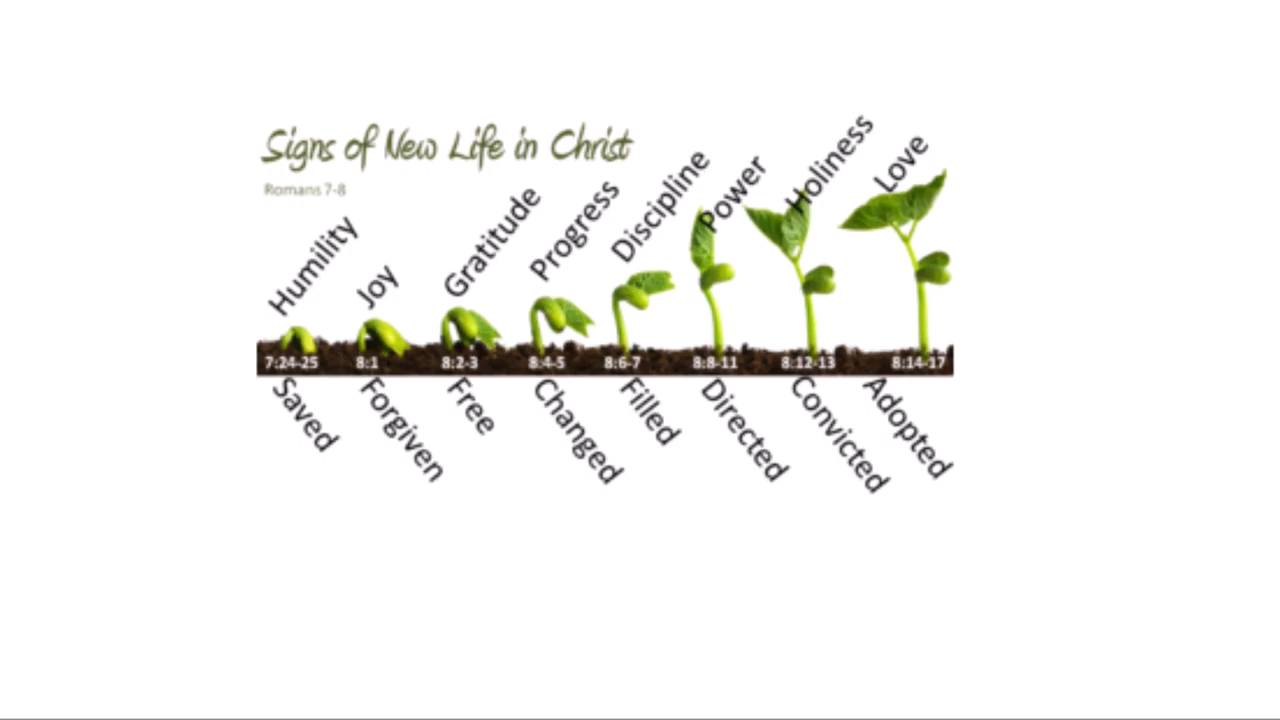 Signs of New Life in Christ
Romans 7-8
Humility
Joy
Gratitude
Progress
Discipline
Power
Holiness
Love
7:24-25
8:1
8:2-3
8:4-5
8:6-7
8:8-11
8:12-13
8:14-17
Saved
Forgiven
Free
Changed
Filled
Directed
Convicted
Adopted